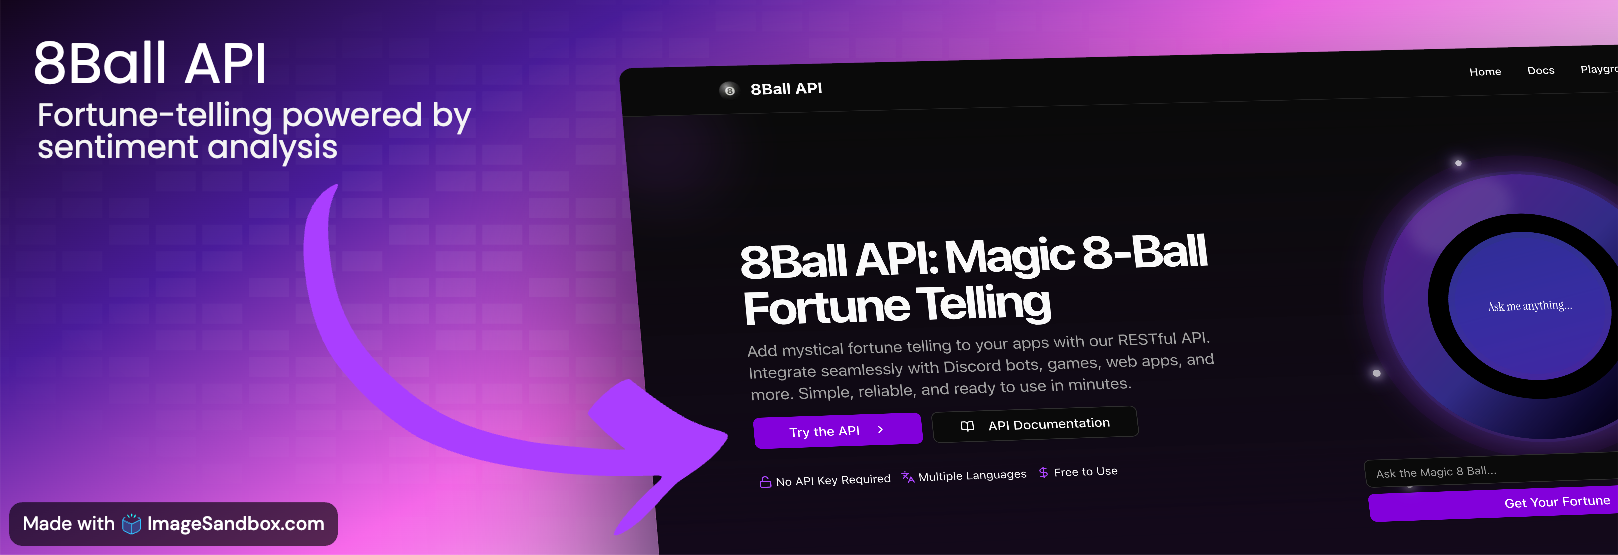 8Ball API
Fortune-telling powered by
sentiment analysis
8Ball API
Home
Docs
8Ball API: Magic 8-Ball
Fortune Telling
Add mystical fortune telling to your apps with our RESTful API.
Integrate seamlessly with Discord bots, games, web apps, and
more. Simple, reliable, and ready to use in minutes.
Try the API
API Documentation
No API Key Required
Multiple Languages
Free to Use
8
Ask me anything...
Ask the Magic 8 Ball...
Get Your Fortune
Made with ImageSandbox.com